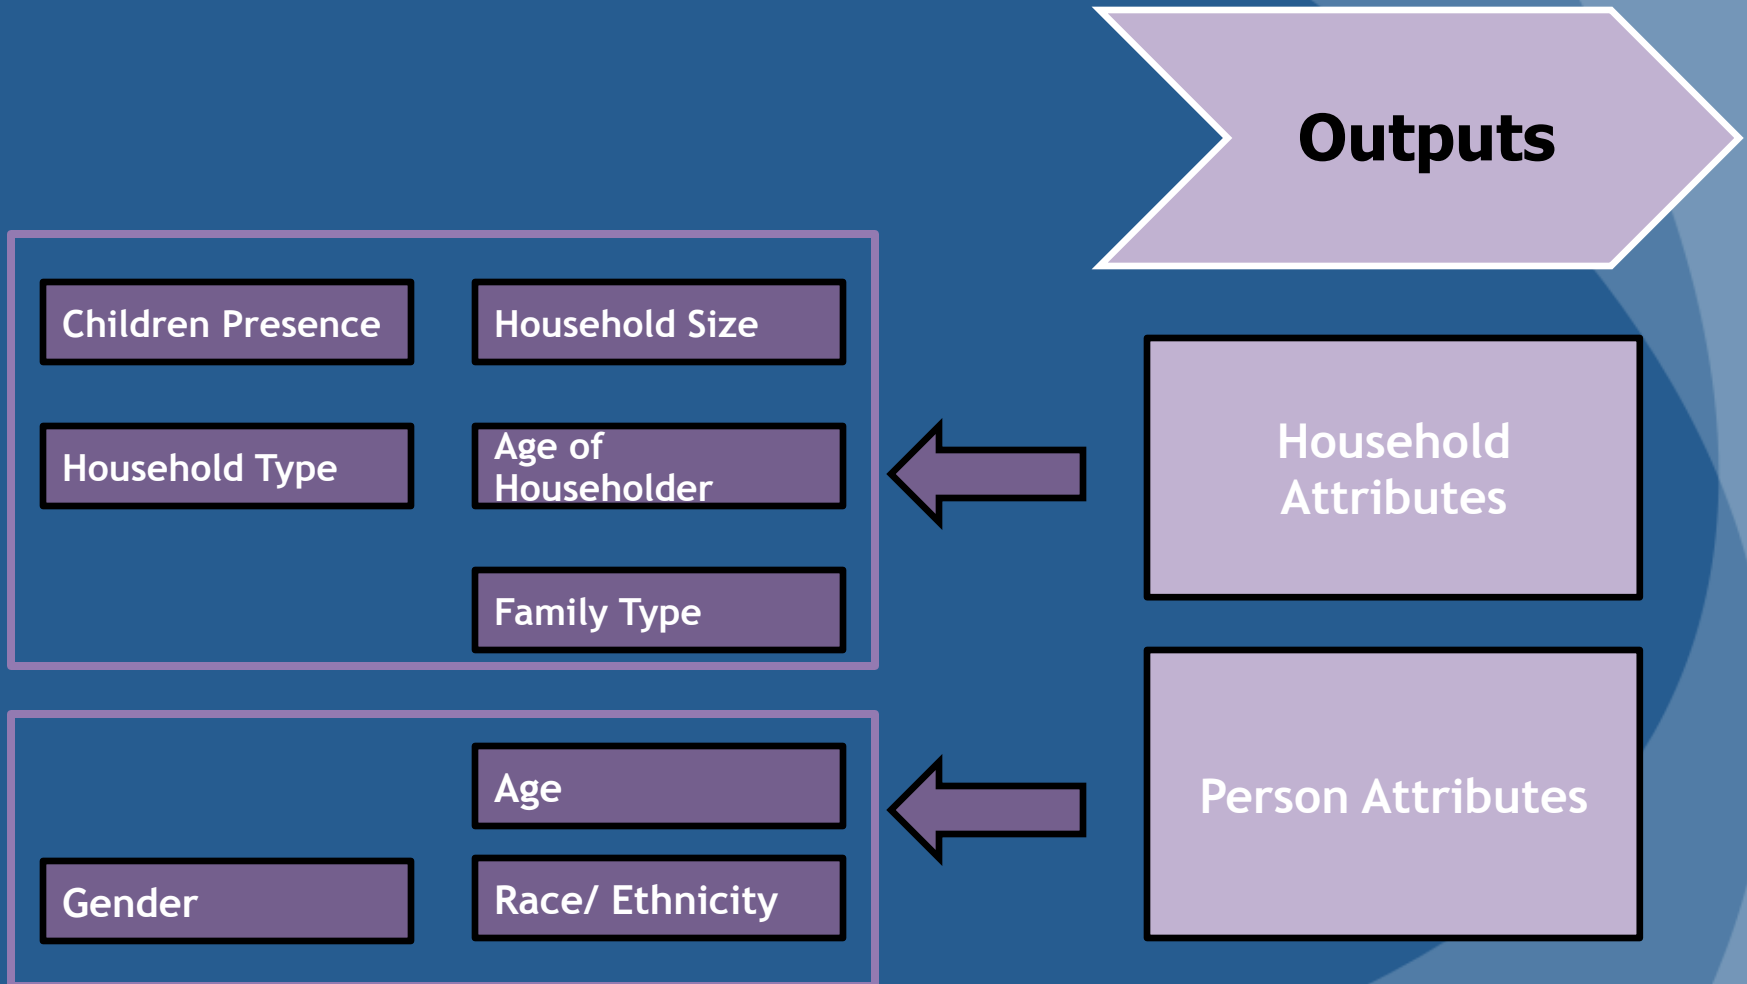 Outputs
Children Presence
Household Size
Household Type
Age of
Householder
Family Type
Household
Attributes
Age
Gender
Race/ Ethnicity
Person Attributes